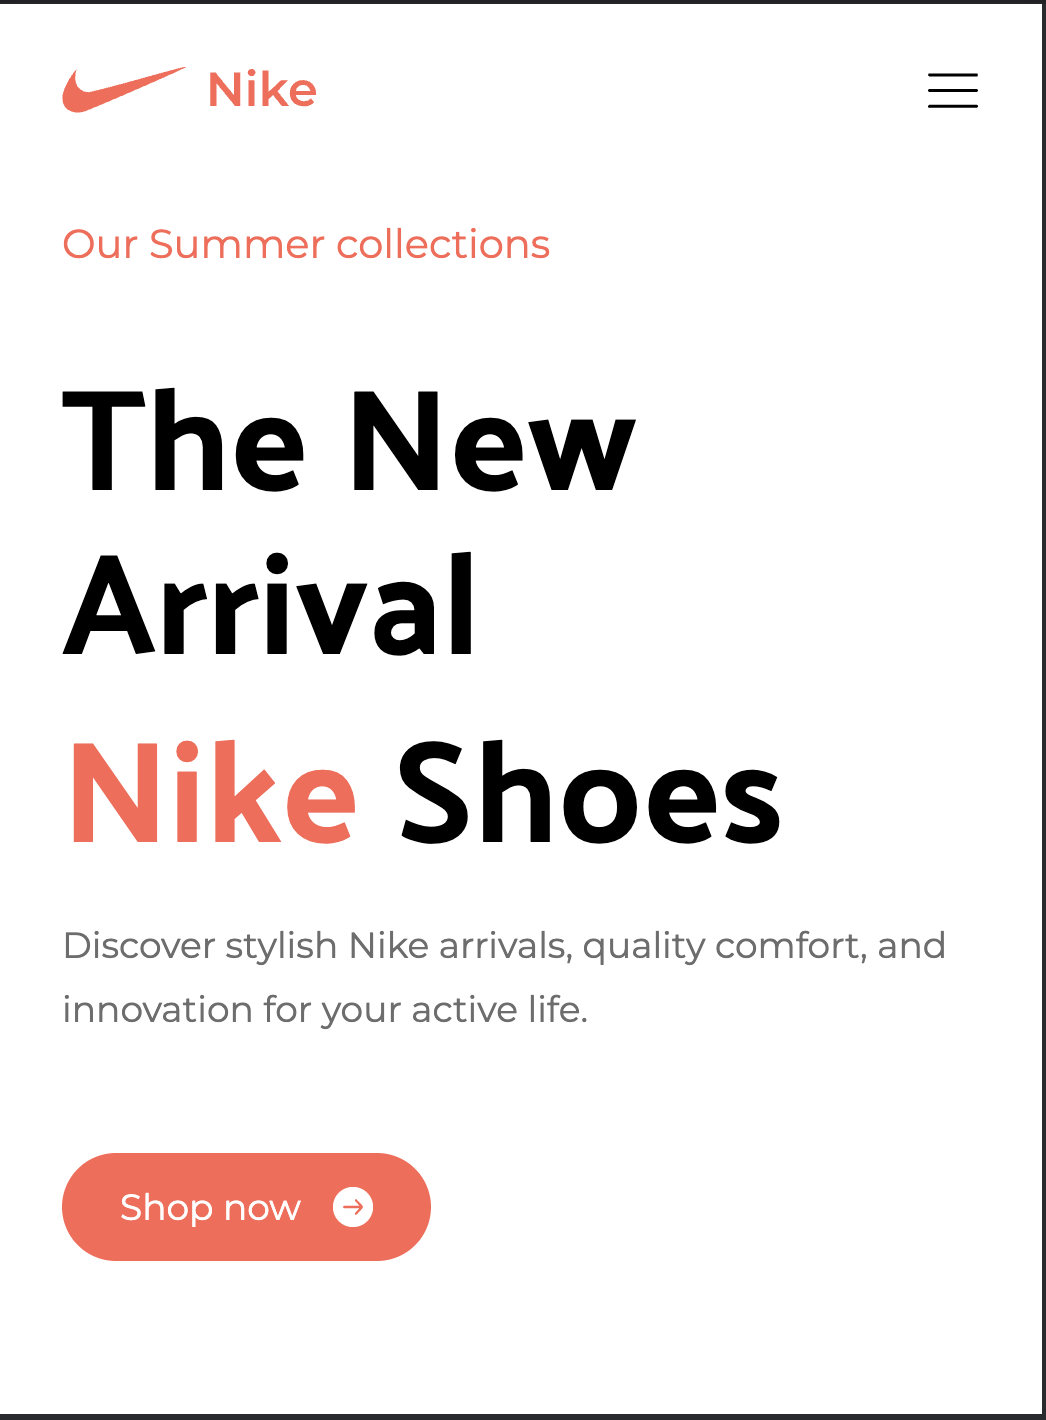 Nike
Our Summer collections
The New
Arrival
Nike Shoes
Discover stylish Nike arrivals, quality comfort, and
innovation for your active life.
Shop now